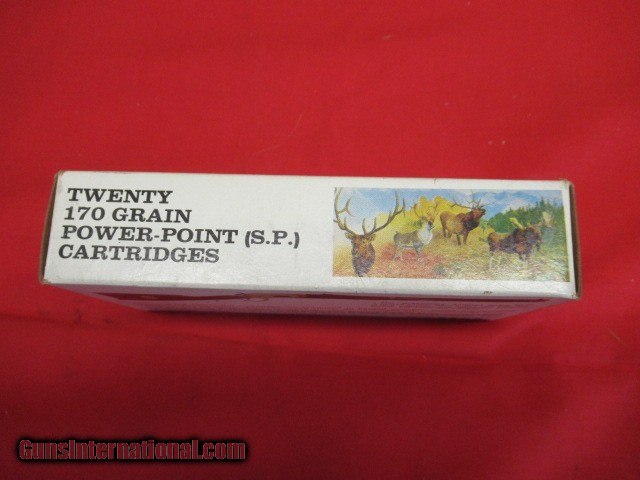 TWENTY
170 GRAIN
POWER-POINT (S.P.)
CARTRIDGES
GunsInternational.com